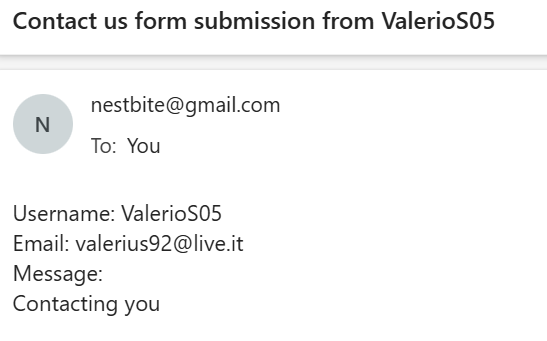 Contact us form submission from ValerioS05
N
nestbite@gmail.com
To: You
Username: ValerioS05
Email: valerius92@live.it
Message:
Contacting you